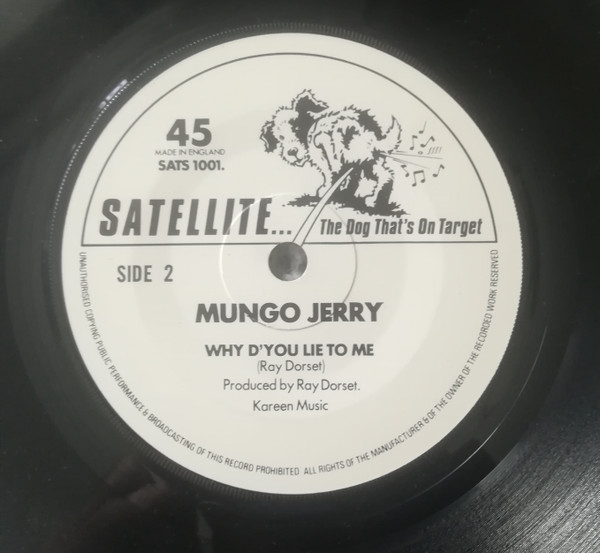 45
MADE IN ENGLAND
SATS 1001.
SATELLITE...
The Dog That's On Target
SIDE 2
MUNGO JERRY
WHY D'YOU LIE TO ME
(Ray Dorset)
Produced by Ray Dorset.
Kareen Music
UNAUTHORISED COPYING PUBLIC PERFORMANCE & BROADCASTING OF THIS RECORD PROHIBITED ALL RIGHTS OF THE MANUFACTURER & OF THE OWNER OF THE RECORDED WORK RESERVED